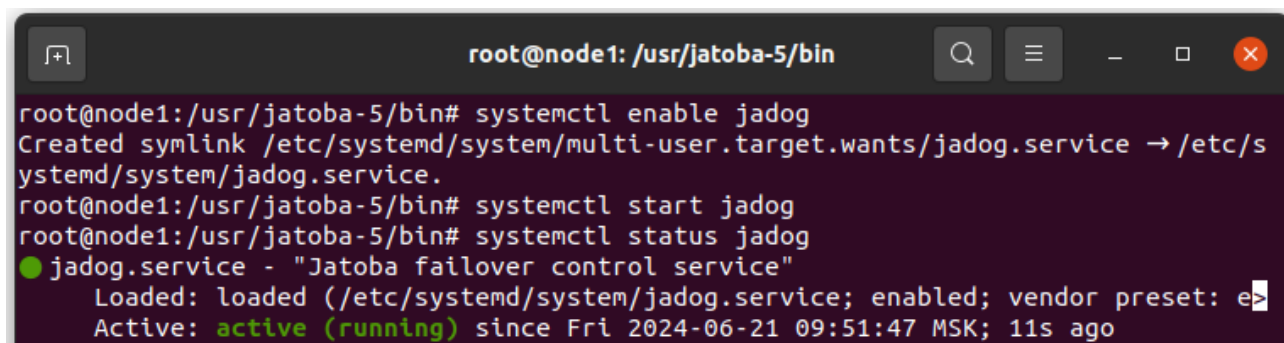 root@node1: /usr/jatoba-5/bin
root@node1:/usr/jatoba-5/bin# systemctl enable jadog
Created symlink /etc/systemd/system/multi-user.target.wants/jadog.service → /etc/s
ystemd/system/jadog.service.
root@node1:/usr/jatoba-5/bin# systemctl start jadog
root@node1:/usr/jatoba-5/bin# systemctl status jadog
● jadog.service - "Jatoba failover control service"
     Loaded: loaded (/etc/systemd/system/jadog.service; enabled; vendor preset: e>
     Active: active (running) since Fri 2024-06-21 09:51:47 MSK; 11s ago